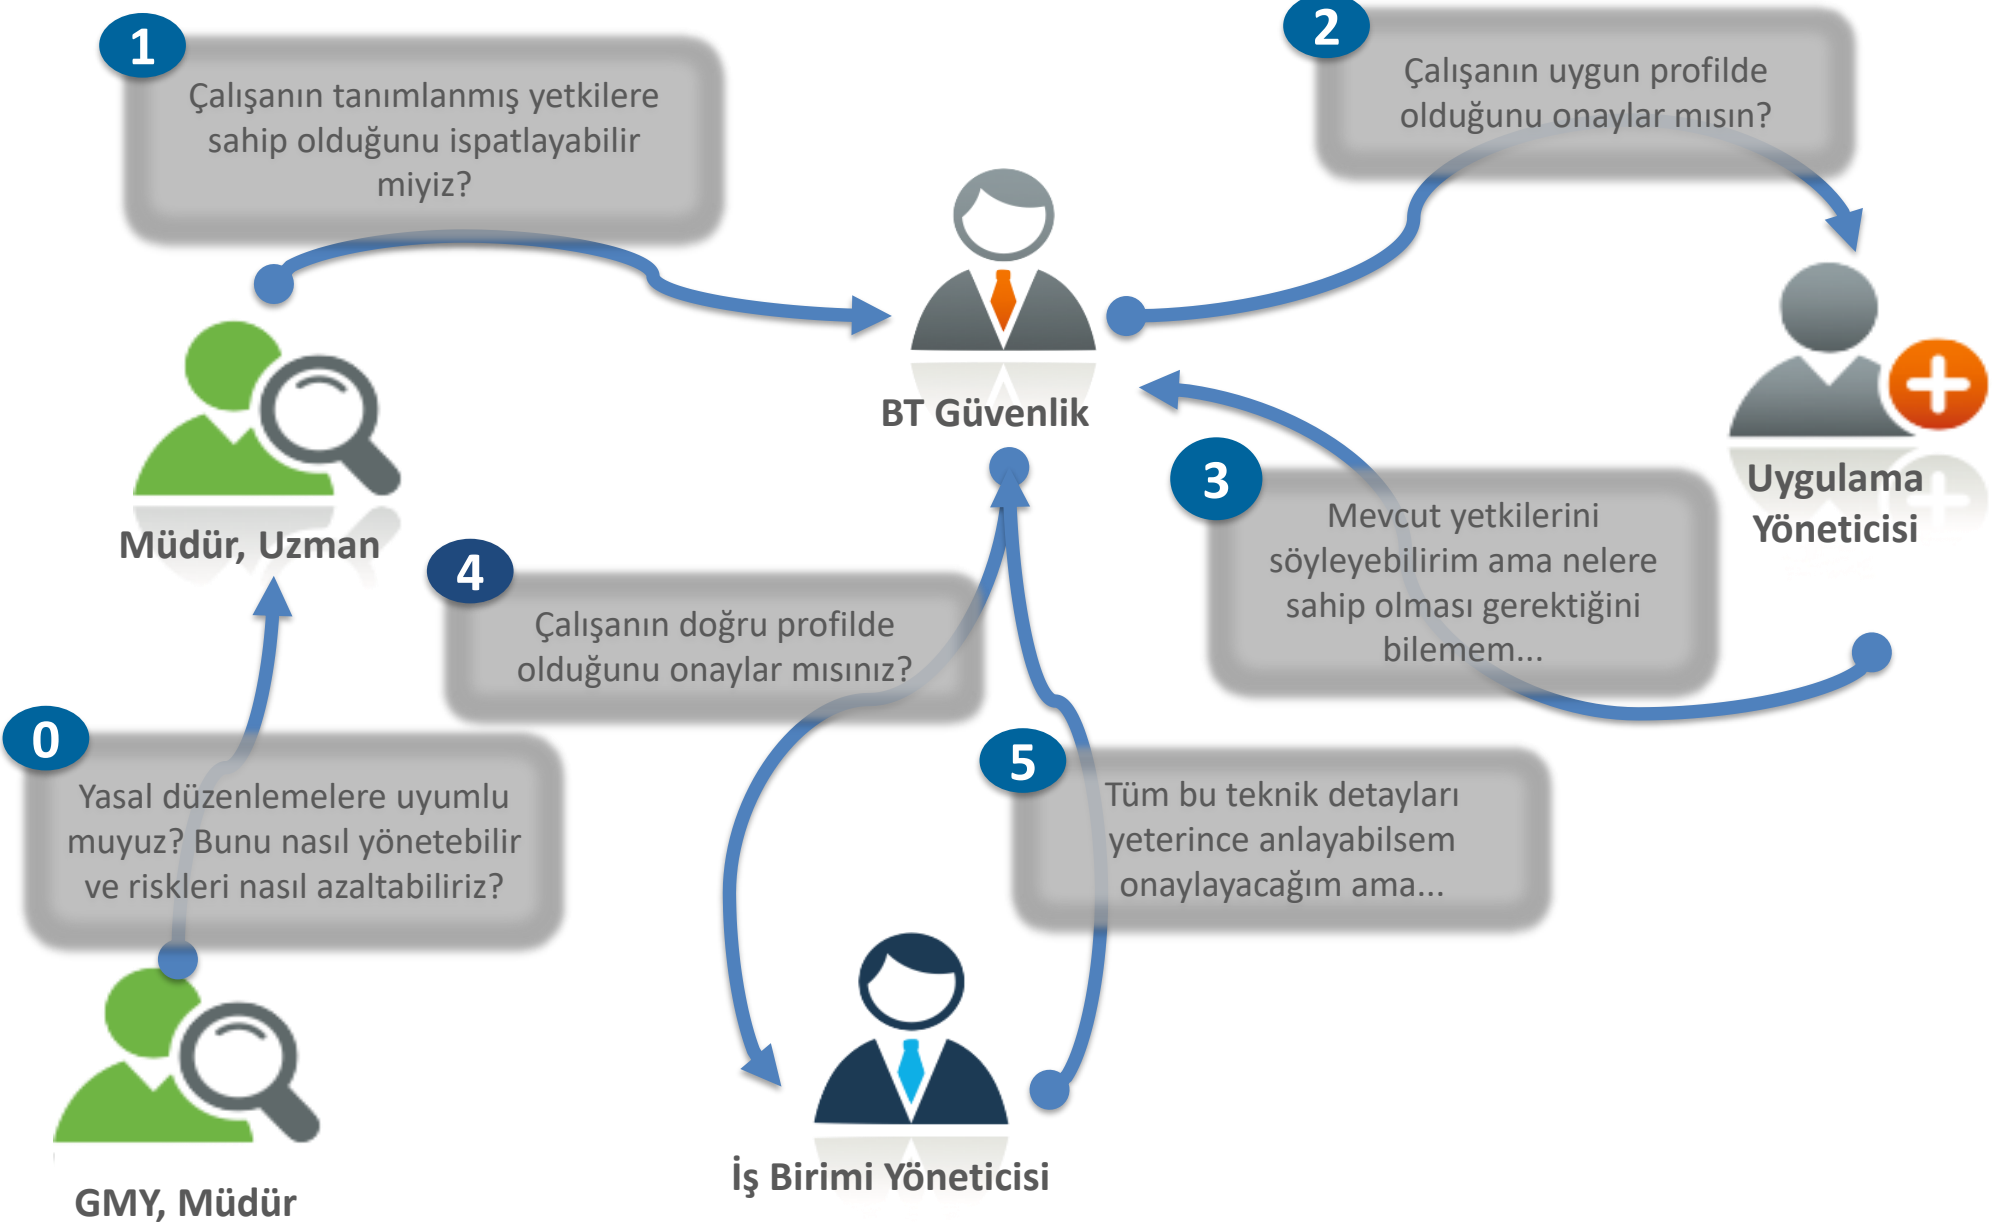 1
Çalışanın tanımlanmış yetkilere
sahip olduğunu ispatlayabilir
miyiz?
2
Çalışanın uygun profilde
olduğunu onaylar mısın?
BT Güvenlik
Müdür, Uzman
Uygulama
Yöneticisi
3
Mevcut yetkilerini
söyleyebilirim ama nelere
sahip olması gerektiğini
bilemem...
4
Çalışanın doğru profilde
olduğunu onaylar mısınız?
0
Yasal düzenlemelere uyumlu
muyuz? Bunu nasıl yönetebilir
ve riskleri nasıl azaltabiliriz?
5
Tüm bu teknik detayları
yeterince anlayabilsem
onaylayacağım ama...
İş Birimi Yöneticisi
GMY, Müdür